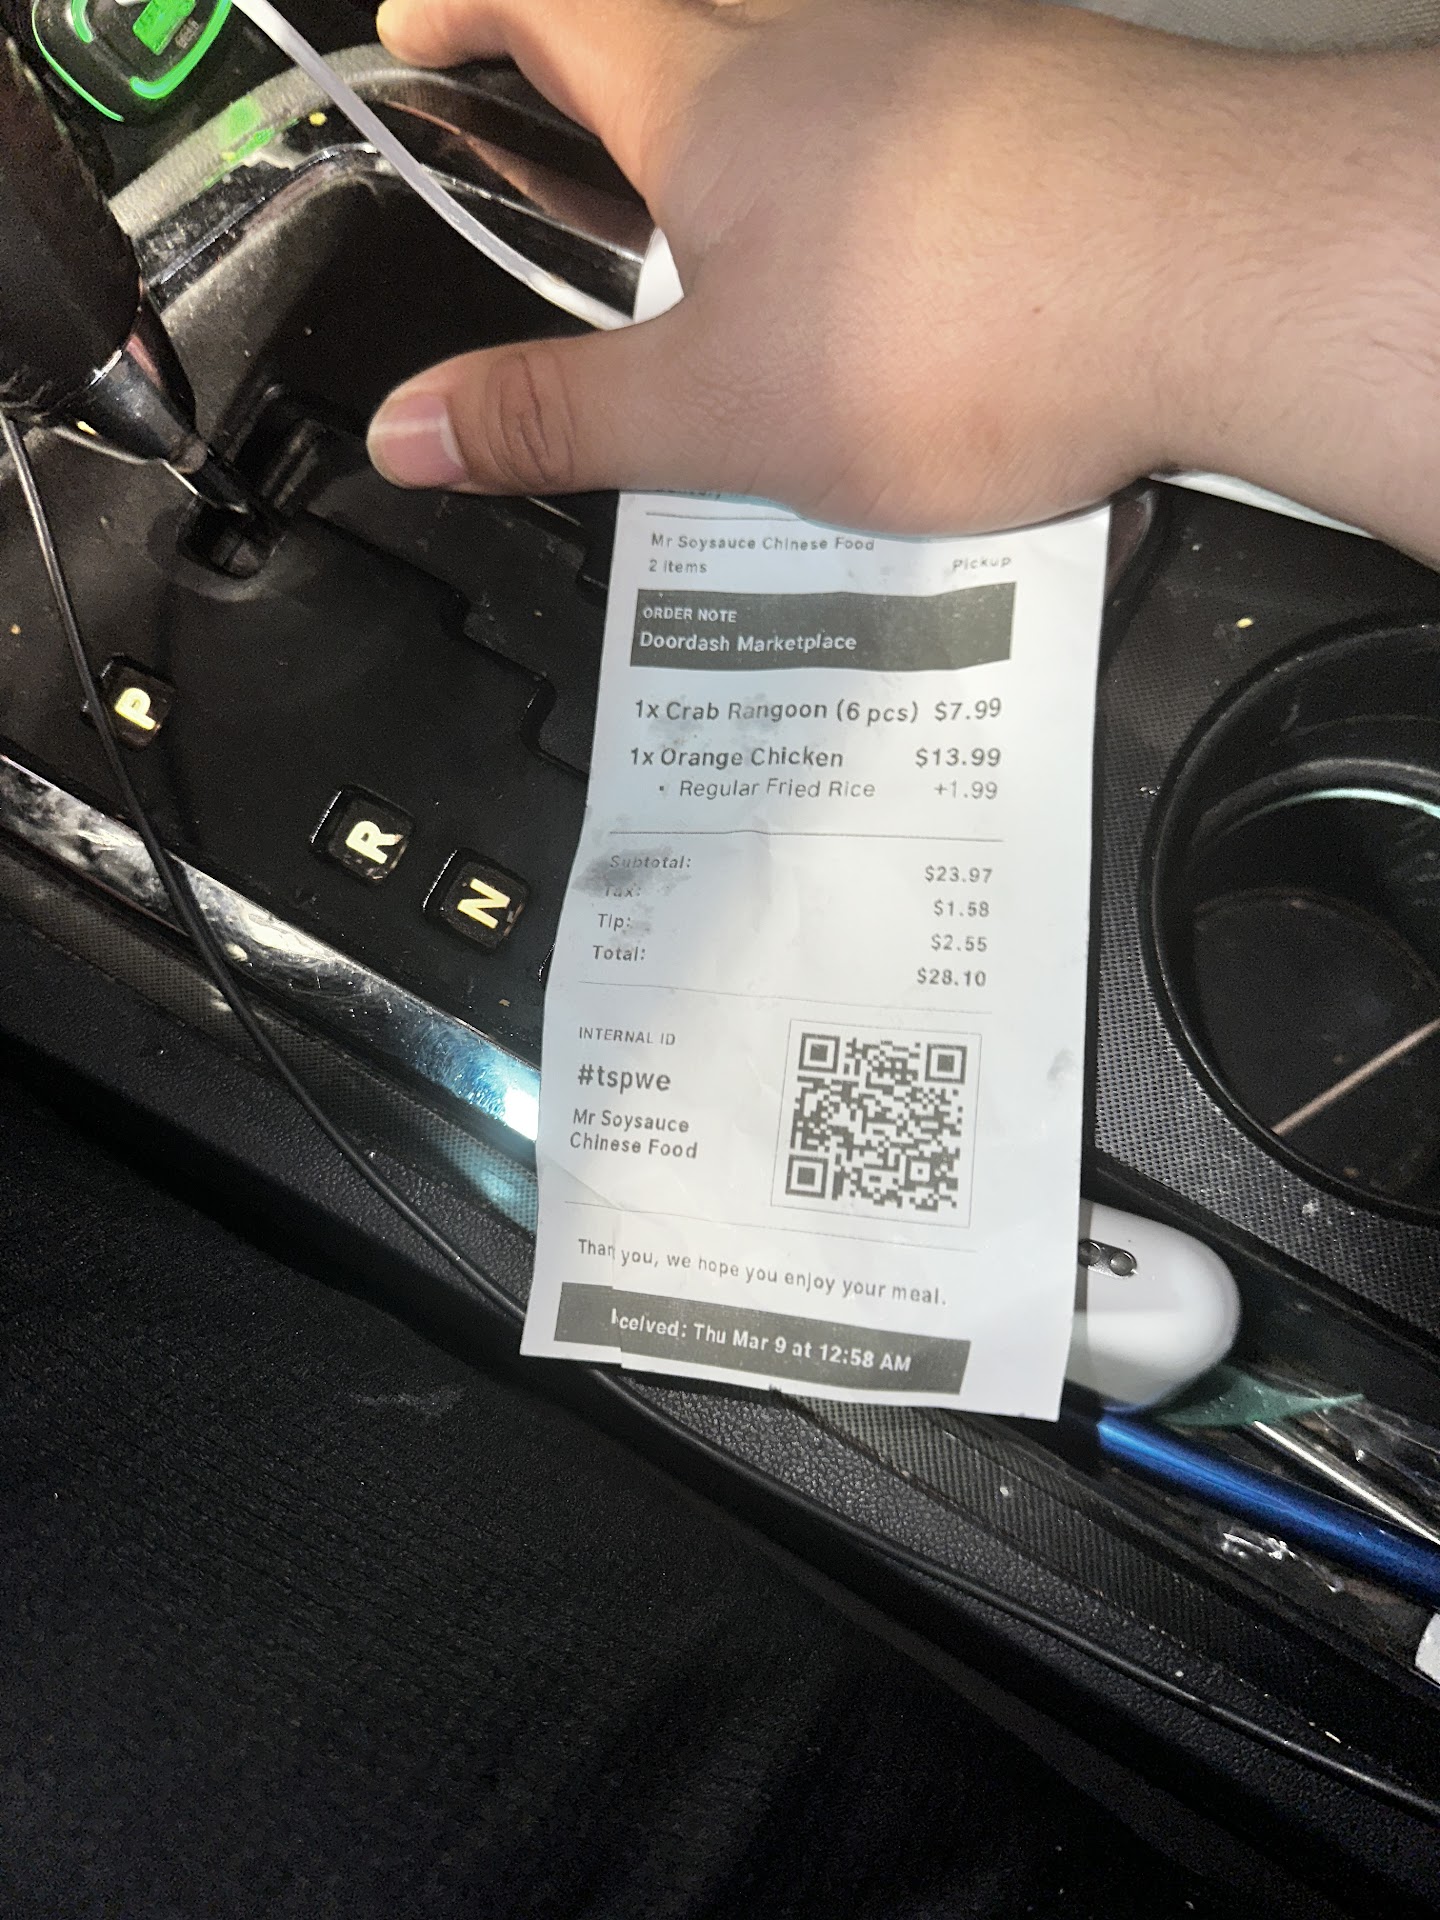 Mr Soysauce Chinese Food
2 items Pickup
ORDER NOTE
Doordash Marketplace
1x Crab Rangoon (6 pcs) $7.99
1x Orange Chicken $13.99
• Regular Fried Rice +1.99
Subtotal: $23.97
Tax: $1.58
Tip: $2.55
Total: $28.10
INTERNAL ID
#tspwe
Mr Soysauce
Chinese Food
Than you, we hope you enjoy your meal.
ceived: Thu Mar 9 at 12:58 AM
P
R
N